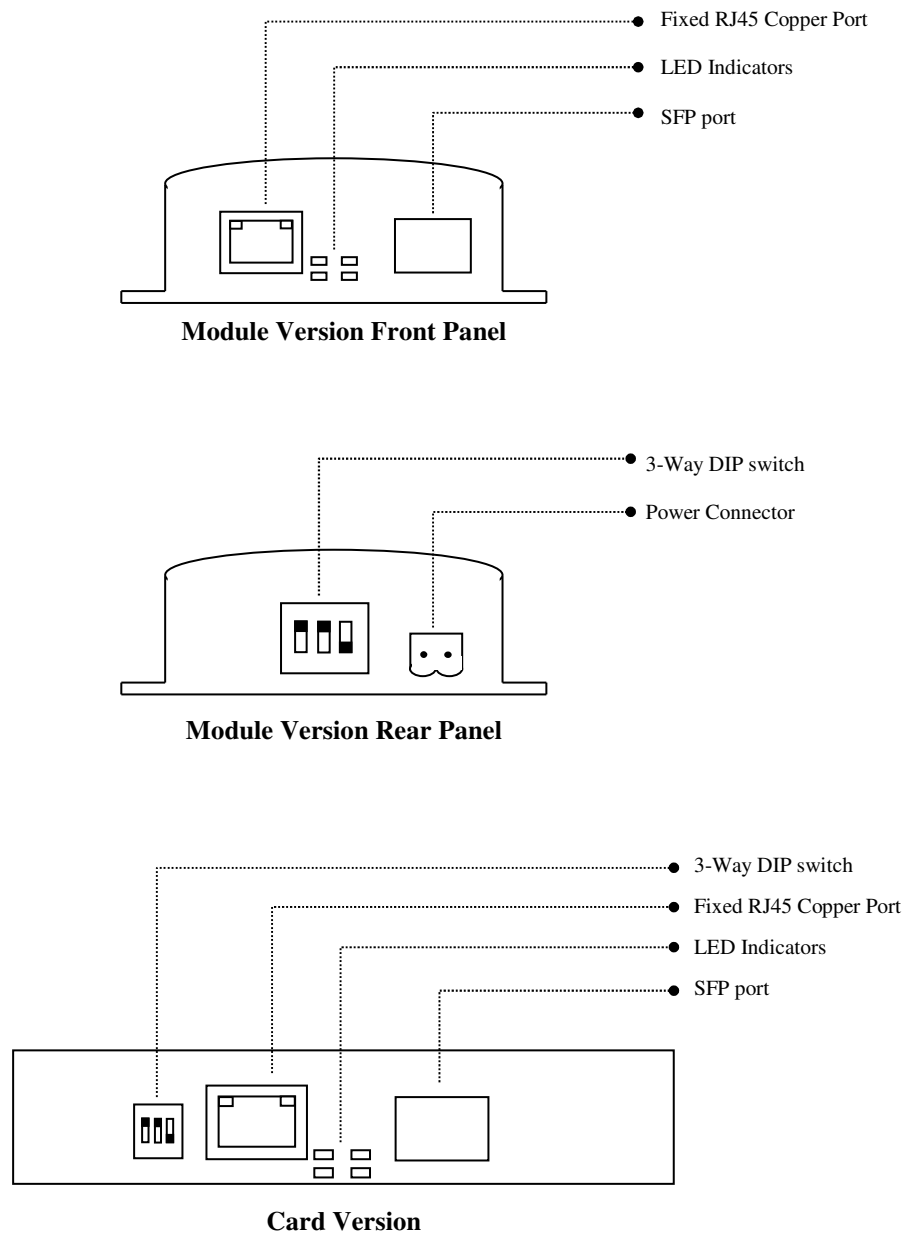 Fixed RJ45 Copper Port
LED Indicators
SFP port
Module Version Front Panel
3-Way DIP switch
Power Connector
Module Version Rear Panel
3-Way DIP switch
Fixed RJ45 Copper Port
LED Indicators
SFP port
Card Version